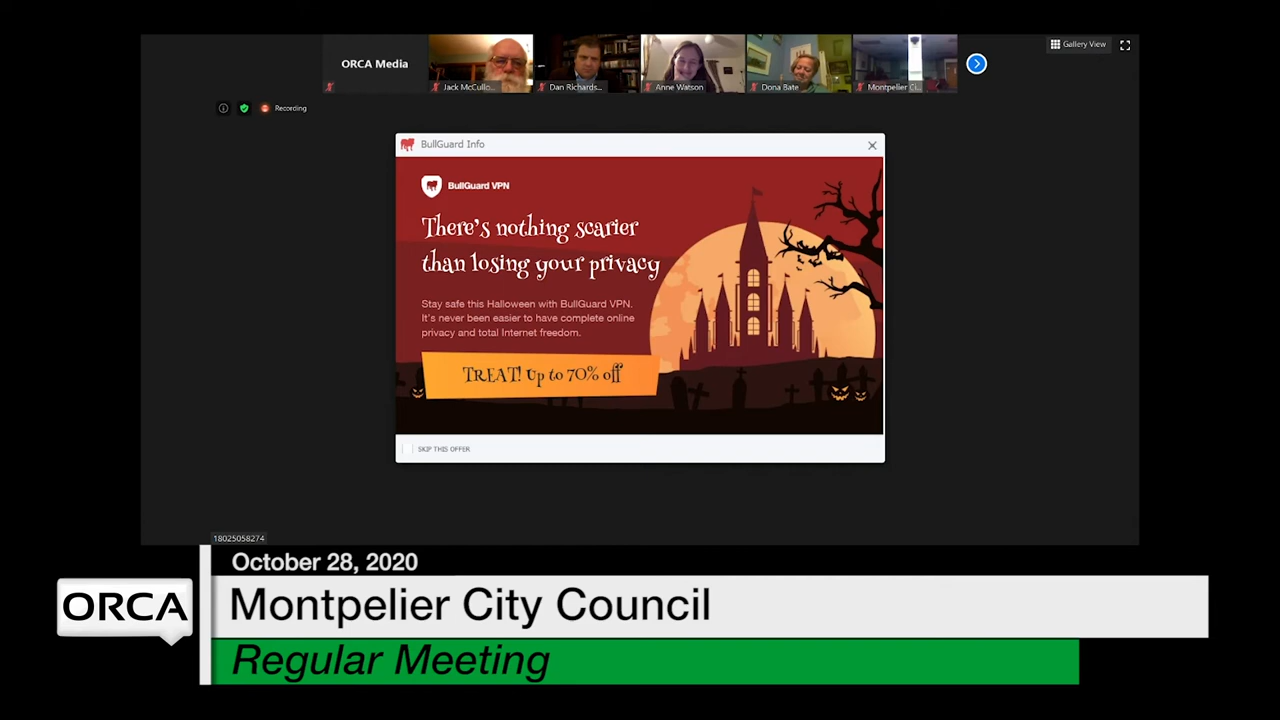 Gallery View
ORCA Media
Jack McCullo...
Dan Richards...
Anne Watson
Dona Bate
Montpelier Ci...
Recording
BullGuard Info
BullGuard VPN
There's nothing scarier
than losing your privacy
Stay safe this Halloween with BullGuard VPN.
It's never been easier to have complete online
privacy and total Internet freedom.
TREAT! Up to 70% off
SKIP THIS OFFER
18025058274
October 28, 2020
ORCA
Montpelier City Council
Regular Meeting